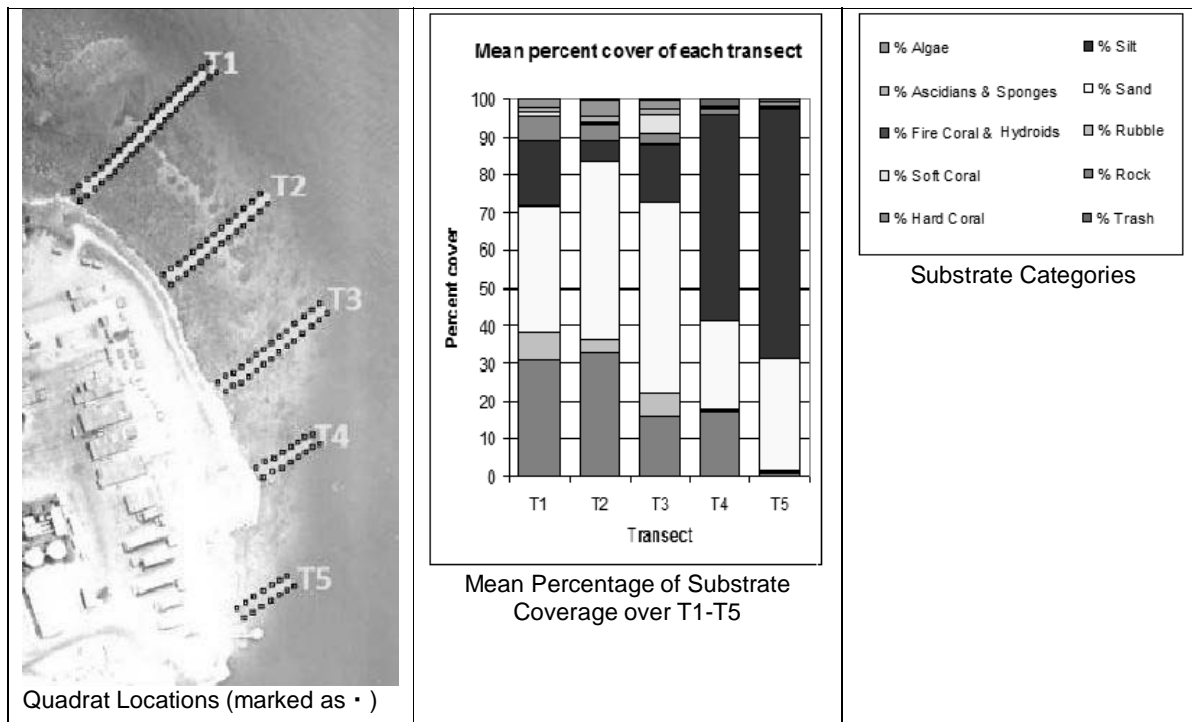 T1
T2
T3
T4
T5
Quadrat Locations (marked as · )
Mean percent cover of each transect
Percent cover
100
90
80
70
60
50
40
30
20
10
0
T1 T2 T3 T4 T5
Transect
Mean Percentage of Substrate
Coverage over T1-T5
% Algae % Silt
% Ascidians & Sponges % Sand
% Fire Coral & Hydroids % Rubble
% Soft Coral % Rock
% Hard Coral % Trash
Substrate Categories